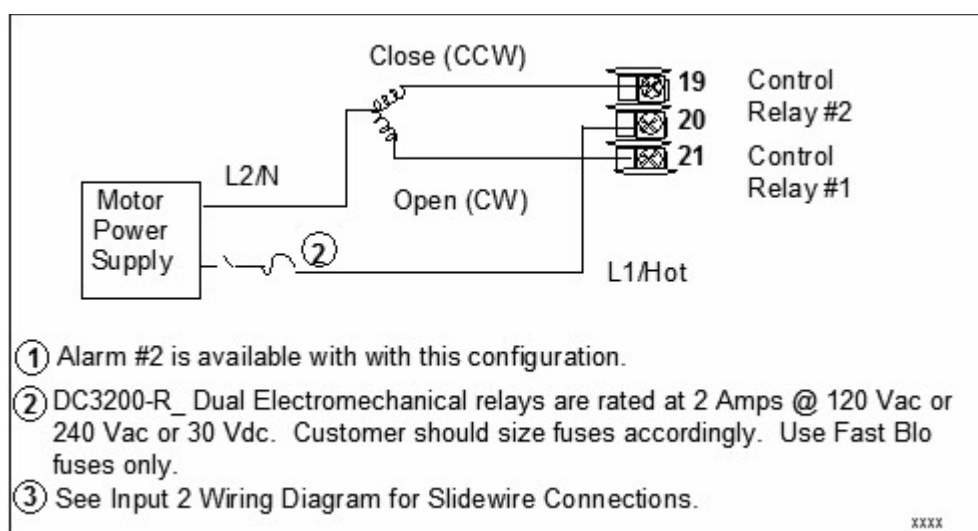 Close (CCW)
19 Control
Relay #2
20
21 Control
Relay #1
L2/N
Open (CW)
Motor
Power
Supply
2
L1/Hot
1 Alarm #2 is available with with this configuration.
2 DC3200-R_ Dual Electromechanical relays are rated at 2 Amps @ 120 Vac or
240 Vac or 30 Vdc. Customer should size fuses accordingly. Use Fast Blo
fuses only.
3 See Input 2 Wiring Diagram for Slidewire Connections.
xxxx